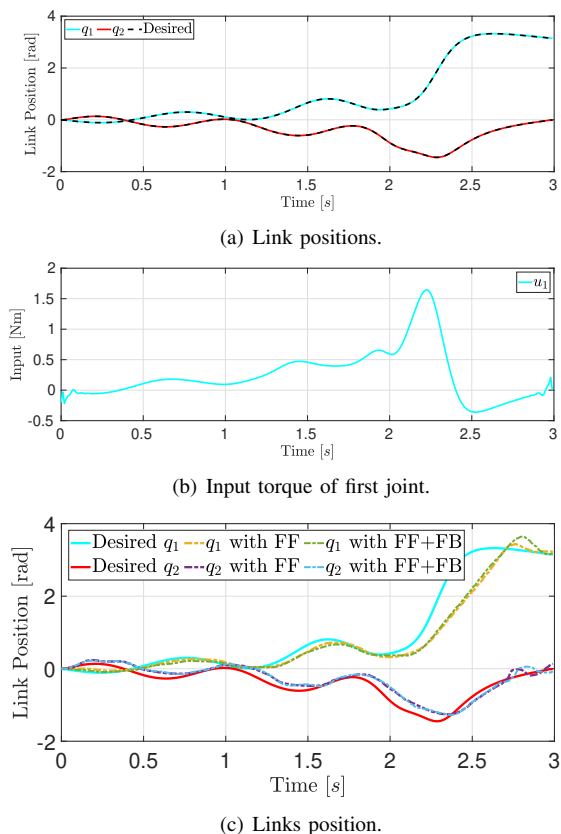 4
q₁ q₂ Desired
2
0
-2
Link Position [rad]
0 0.5 1 1.5 2 2.5 3
Time [s]
(a) Link positions.
2
u₁
1.5
1
0.5
0
-0.5
Input [Nm]
0 0.5 1 1.5 2 2.5 3
Time [s]
(b) Input torque of first joint.
4
Desired q₁ q₁ with FF q₁ with FF+FB
Desired q₂ q₂ with FF q₂ with FF+FB
2
0
-2
Link Position [rad]
0 0.5 1 1.5 2 2.5 3
Time [s]
(c) Links position.